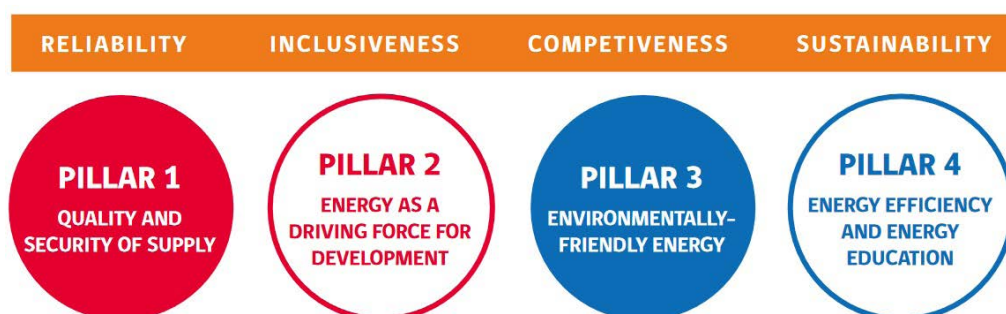 RELIABILITY INCLUSIVENESS COMPETIVENESS SUSTAINABILITY
PILLAR 1
QUALITY AND
SECURITY OF SUPPLY
PILLAR 2
ENERGY AS A
DRIVING FORCE FOR
DEVELOPMENT
PILLAR 3
ENVIRONMENTALLY–
FRIENDLY ENERGY
PILLAR 4
ENERGY EFFICIENCY
AND ENERGY
EDUCATION